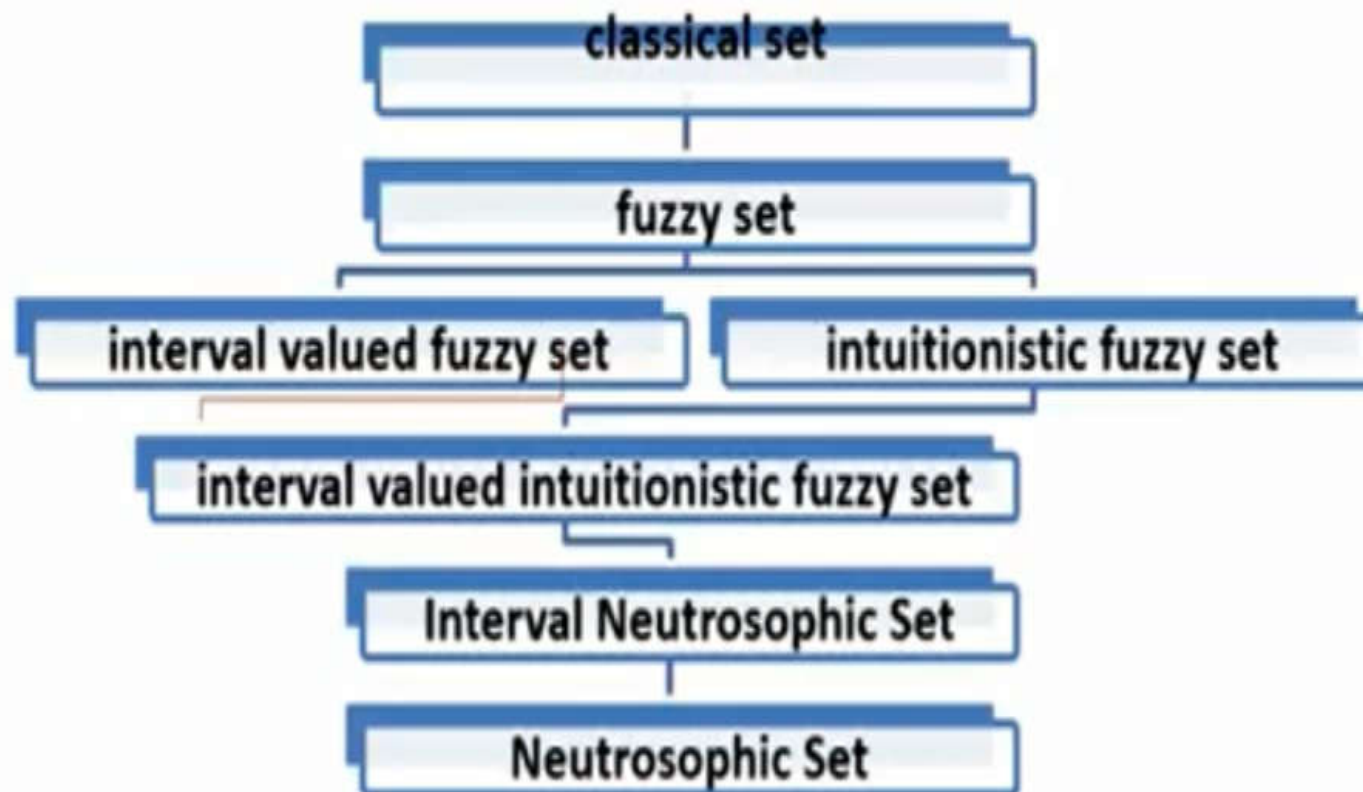 classical set
fuzzy set
interval valued fuzzy set
intuitionistic fuzzy set
interval valued intuitionistic fuzzy set
Interval Neutrosophic Set
Neutrosophic Set